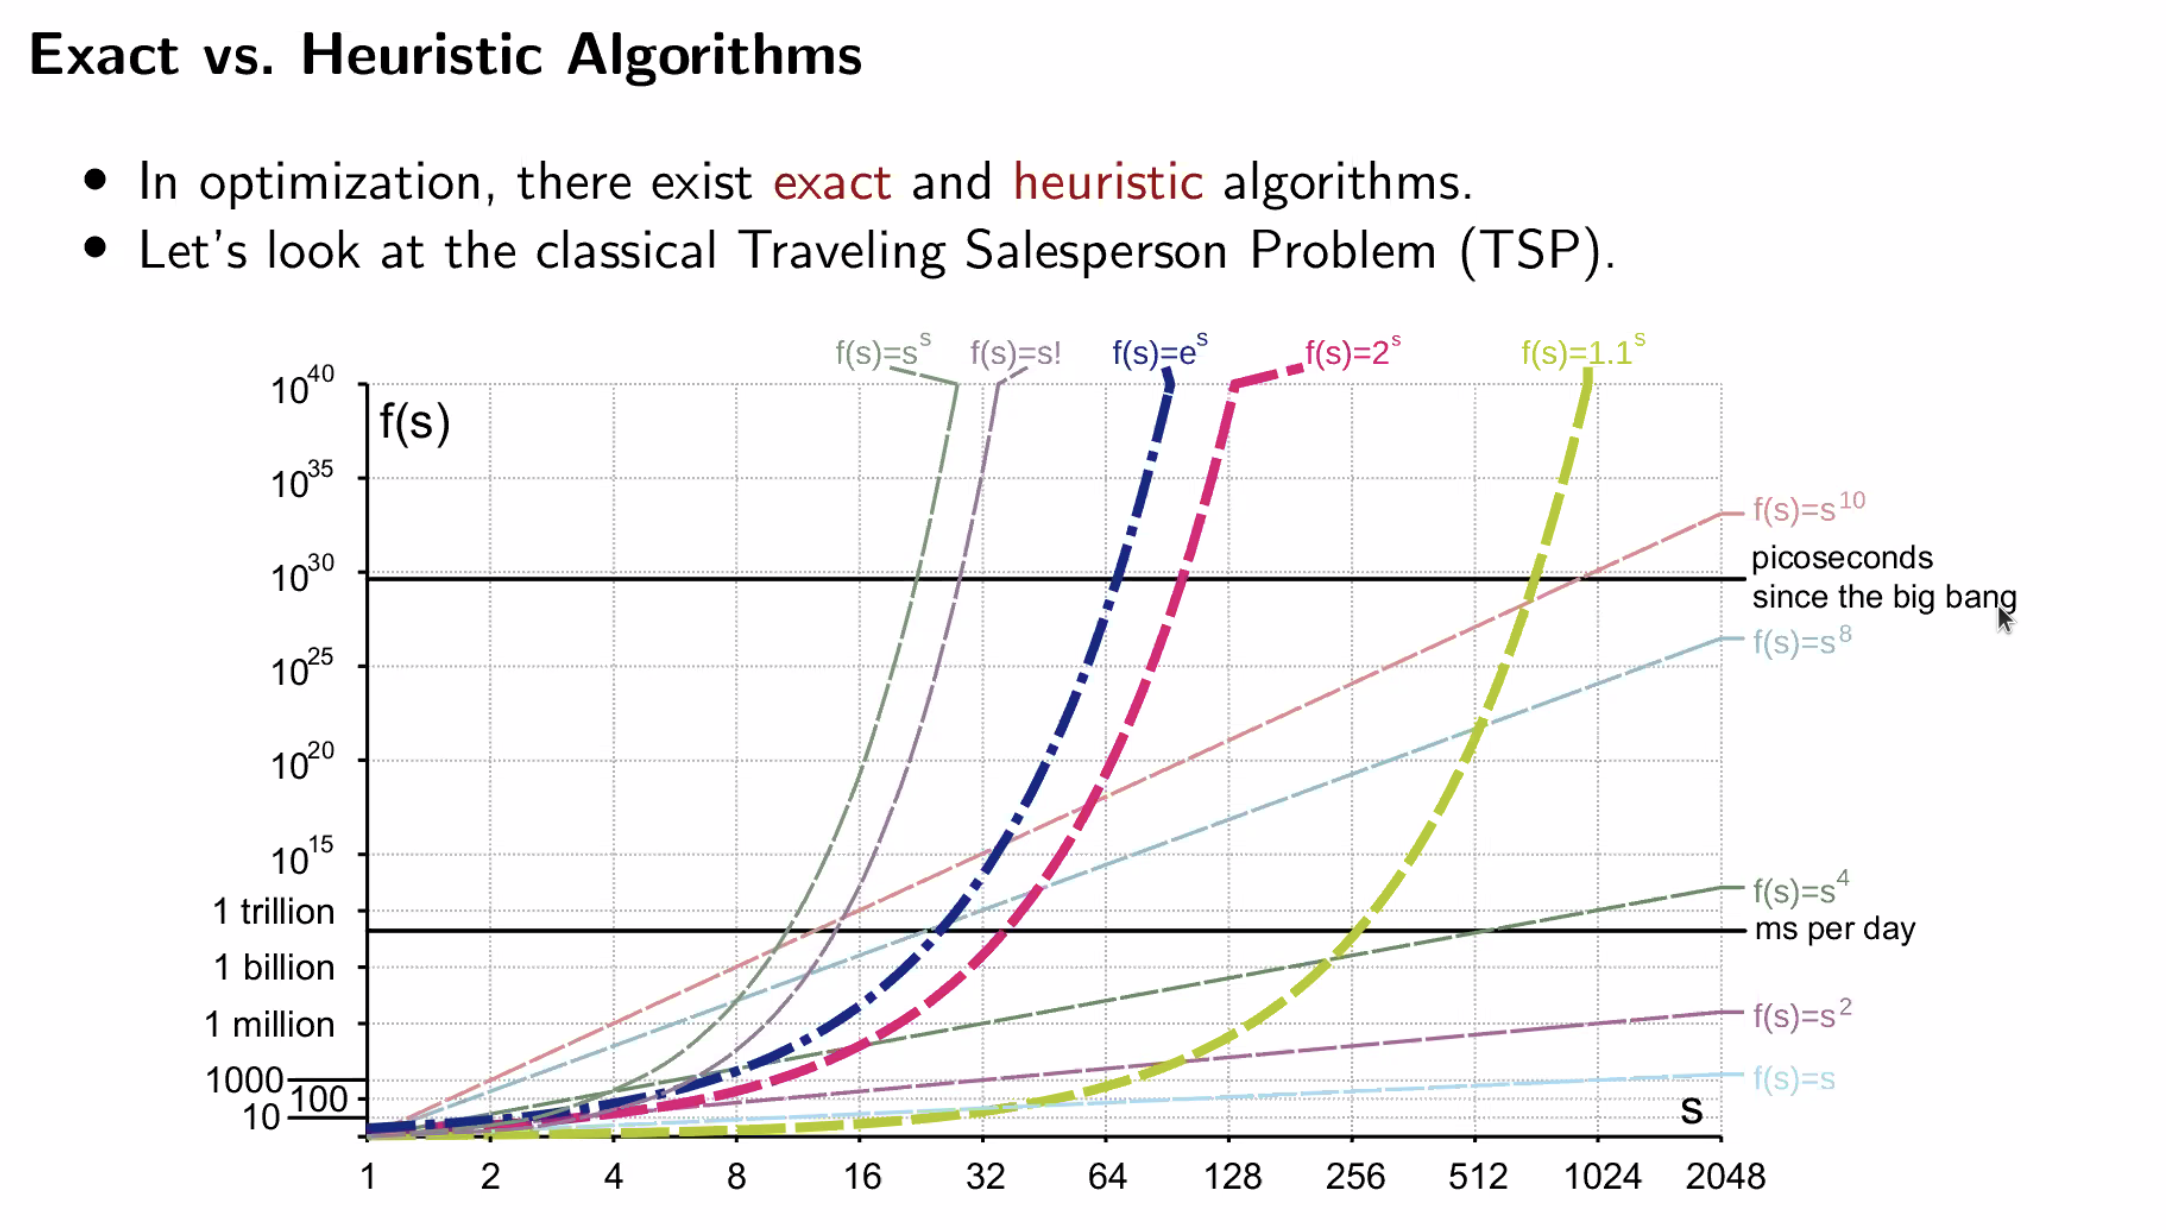 Exact vs. Heuristic Algorithms
• In optimization, there exist exact and heuristic algorithms.
• Let's look at the classical Traveling Salesperson Problem (TSP).
f(s)=s^s f(s)=s! f(s)=e^s f(s)=2^s f(s)=1.1^s
10^40
f(s)
10^35
f(s)=s^10
picoseconds
10^30
since the big bang
f(s)=s^8
10^25
10^20
10^15
f(s)=s^4
1 trillion
ms per day
1 billion
f(s)=s^2
1 million
f(s)=s
1000
100
10
s
1 2 4 8 16 32 64 128 256 512 1024 2048